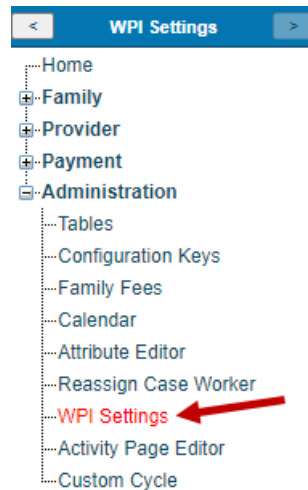 < WPI Settings >
Home
Family
Provider
Payment
Administration
Tables
Configuration Keys
Family Fees
Calendar
Attribute Editor
Reassign Case Worker
WPI Settings
Activity Page Editor
Custom Cycle